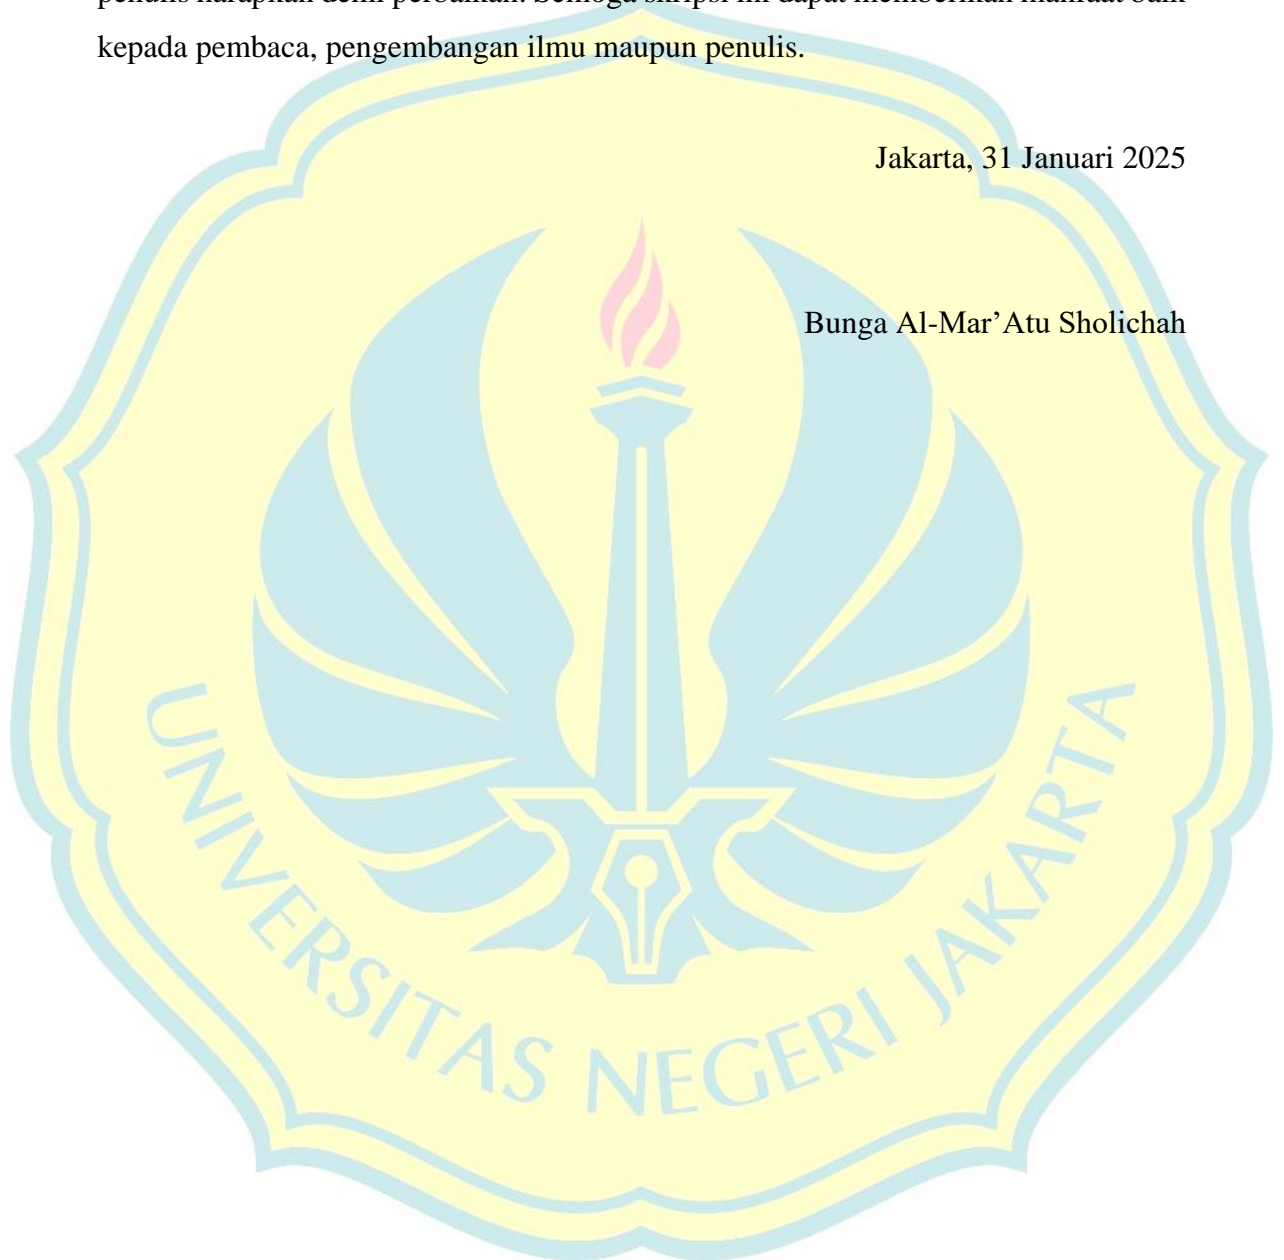 penulis harapkan demi perbaikan. Semoga skripsi ini dapat memberikan manfaat baik
kepada pembaca, pengembangan ilmu maupun penulis.
Jakarta, 31 Januari 2025
Bunga Al-Mar’Atu Sholichah
UNIVERSITAS NEGERI JAKARTA